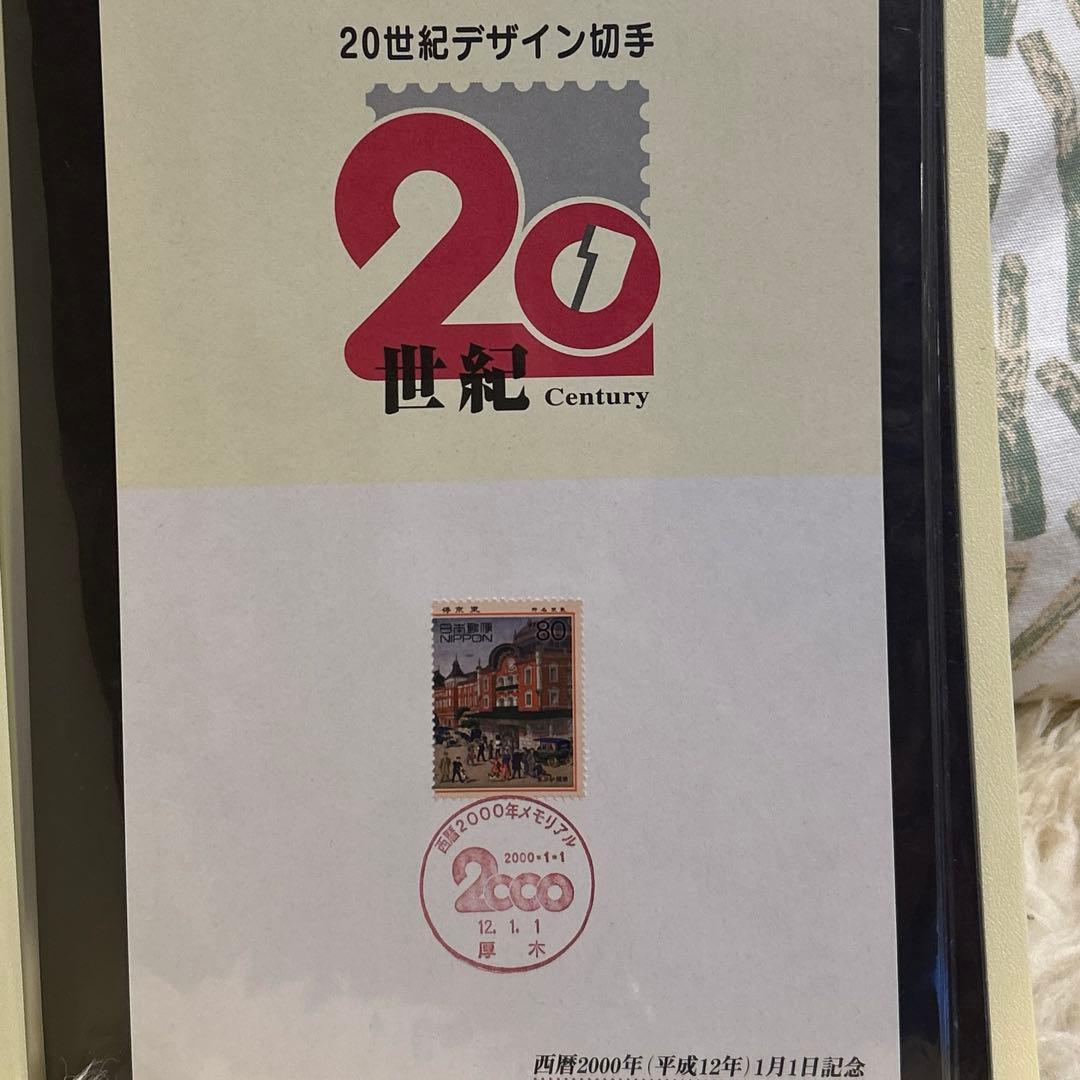 20世紀デザイン切手
20
世紀 Century
驛京東
日本郵便 80
NIPPON
西暦2000年メモリアル
2000・1・1
2000
12. 1. 1
厚 木
西暦2000年(平成12年)1月1日記念